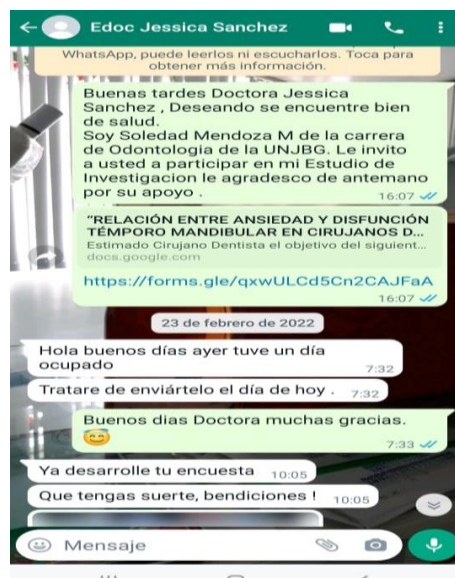 Edoc Jessica Sanchez
WhatsApp, puede leerlos ni escucharlos. Toca para
obtener más información.
Buenas tardes Doctora Jessica
Sanchez , Deseando se encuentre bien
de salud.
Soy Soledad Mendoza M de la carrera
de Odontologia de la UNJBG. Le invito
a usted a participar en mi Estudio de
Investigacion le agradesco de antemano
por su apoyo .
16:07
“RELACIÓN ENTRE ANSIEDAD Y DISFUNCIÓN
TÉMPORO MANDIBULAR EN CIRUJANOS D...
Estimado Cirujano Dentista el objetivo del siguient...
docs.google.com
https://forms.gle/qxwULCd5Cn2CAJFaA
16:07
23 de febrero de 2022
Hola buenos días ayer tuve un día
ocupado
7:32
Tratare de enviártelo el día de hoy .
7:32
Buenos dias Doctora muchas gracias.
😇
7:33
Ya desarrolle tu encuesta
10:05
Que tengas suerte, bendiciones !
10:05
Mensaje